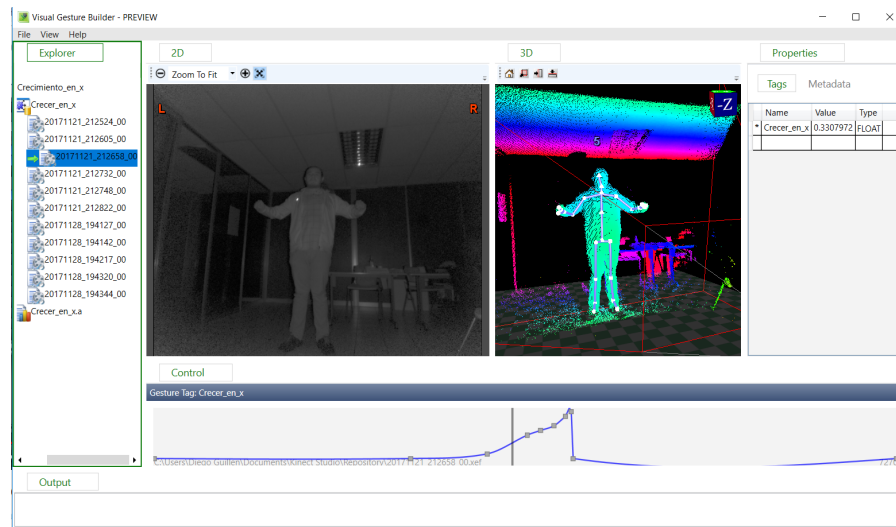 Visual Gesture Builder - PREVIEW
File View Help
Explorer
2D
3D
Properties
Zoom To Fit
Crecimiento_en_x
Crecer_en_x
20171121_212524_00
20171121_212605_00
20171121_212658_00
20171121_212732_00
20171121_212748_00
20171121_212822_00
20171128_194127_00
20171128_194142_00
20171128_194217_00
20171128_194320_00
20171128_194344_00
Crecer_en_x.a
L
R
-Z
5
Tags Metadata
Name Value Type
* Crecer_en_x 0.3307972 FLOAT
Control
Gesture Tag: Crecer_en_x
C:\Users\Diego Guillen\Documents\Kinect Studio\Repository\20171121_212658_00.xef
Output